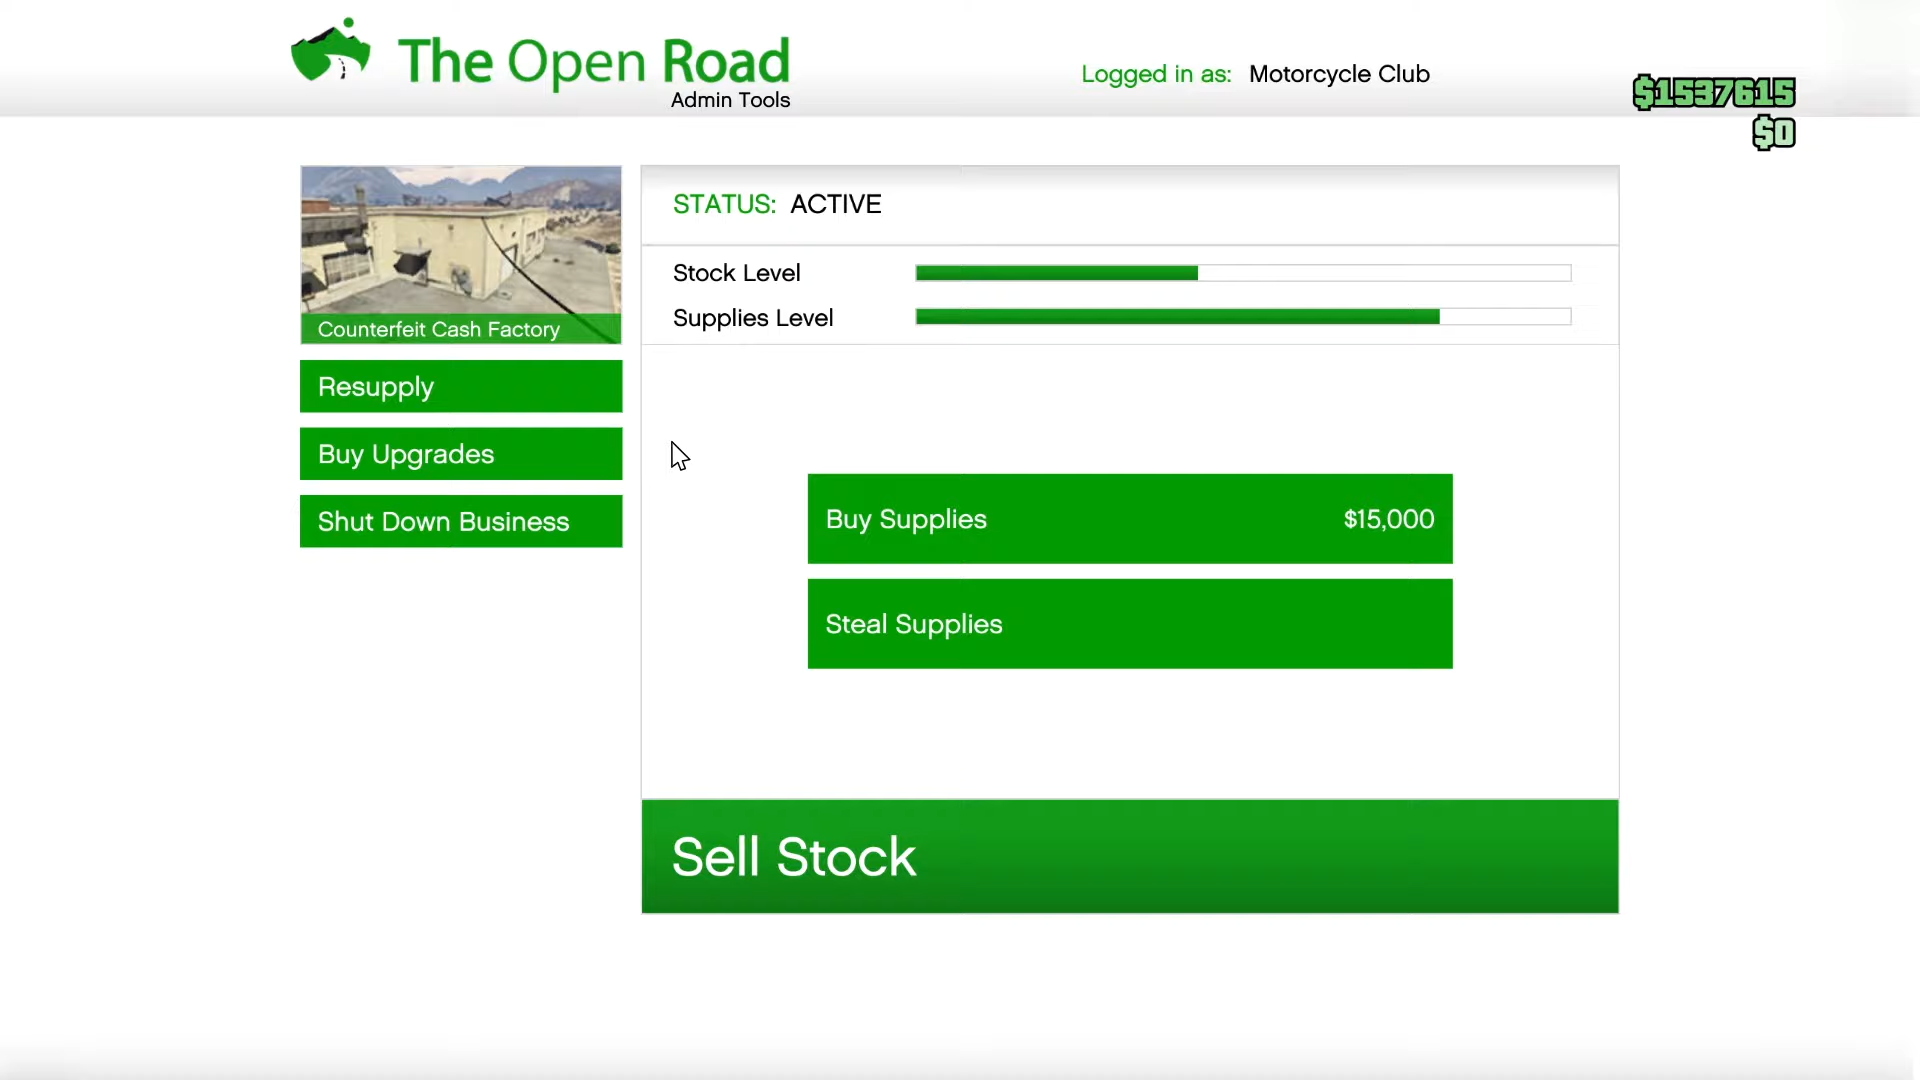 The Open Road
Admin Tools
Logged in as: Motorcycle Club
$1537615
$0
Counterfeit Cash Factory
Resupply
Buy Upgrades
Shut Down Business
STATUS: ACTIVE
Stock Level
Supplies Level
Buy Supplies $15,000
Steal Supplies
Sell Stock